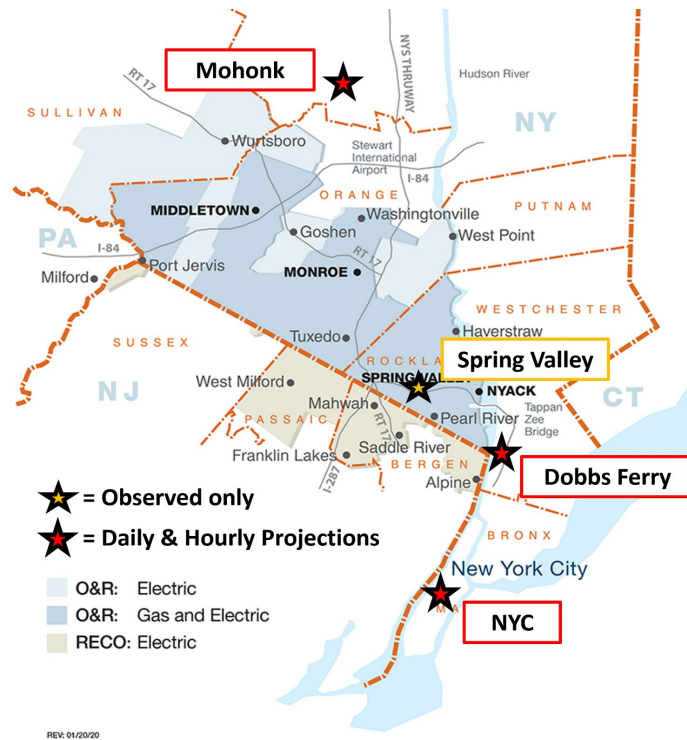 Mohonk
RT 17
NYS THRUWAY
Hudson River
SULLIVAN
NY
Wurtsboro
Stewart
International
Airport
I-84
ORANGE
PUTNAM
MIDDLETOWN
Washingtonville
Goshen
West Point
PA
I-84
RT 17
Port Jervis
MONROE
Milford
WESTCHESTER
SUSSEX
Tuxedo
Haverstraw
ROCKLA
Spring Valley
SPRING VALLEY
West Milford
NYACK
NJ
CT
Mahwah
Tappan
Zee
Bridge
PASSAIC
Pearl River
RT 17
Saddle River
Franklin Lakes
BERGEN
I-287
Alpine
Dobbs Ferry
= Observed only
= Daily & Hourly Projections
BRONX
New York City
O&R: Electric
MA
O&R: Gas and Electric
NYC
RECO: Electric
REV: 01/20/20